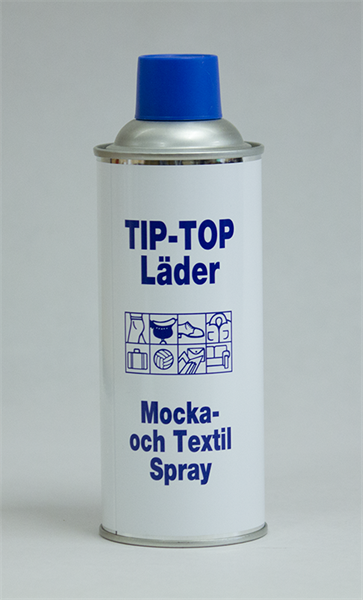 TIP-TOP
Läder
Mocka-
och Textil
Spray